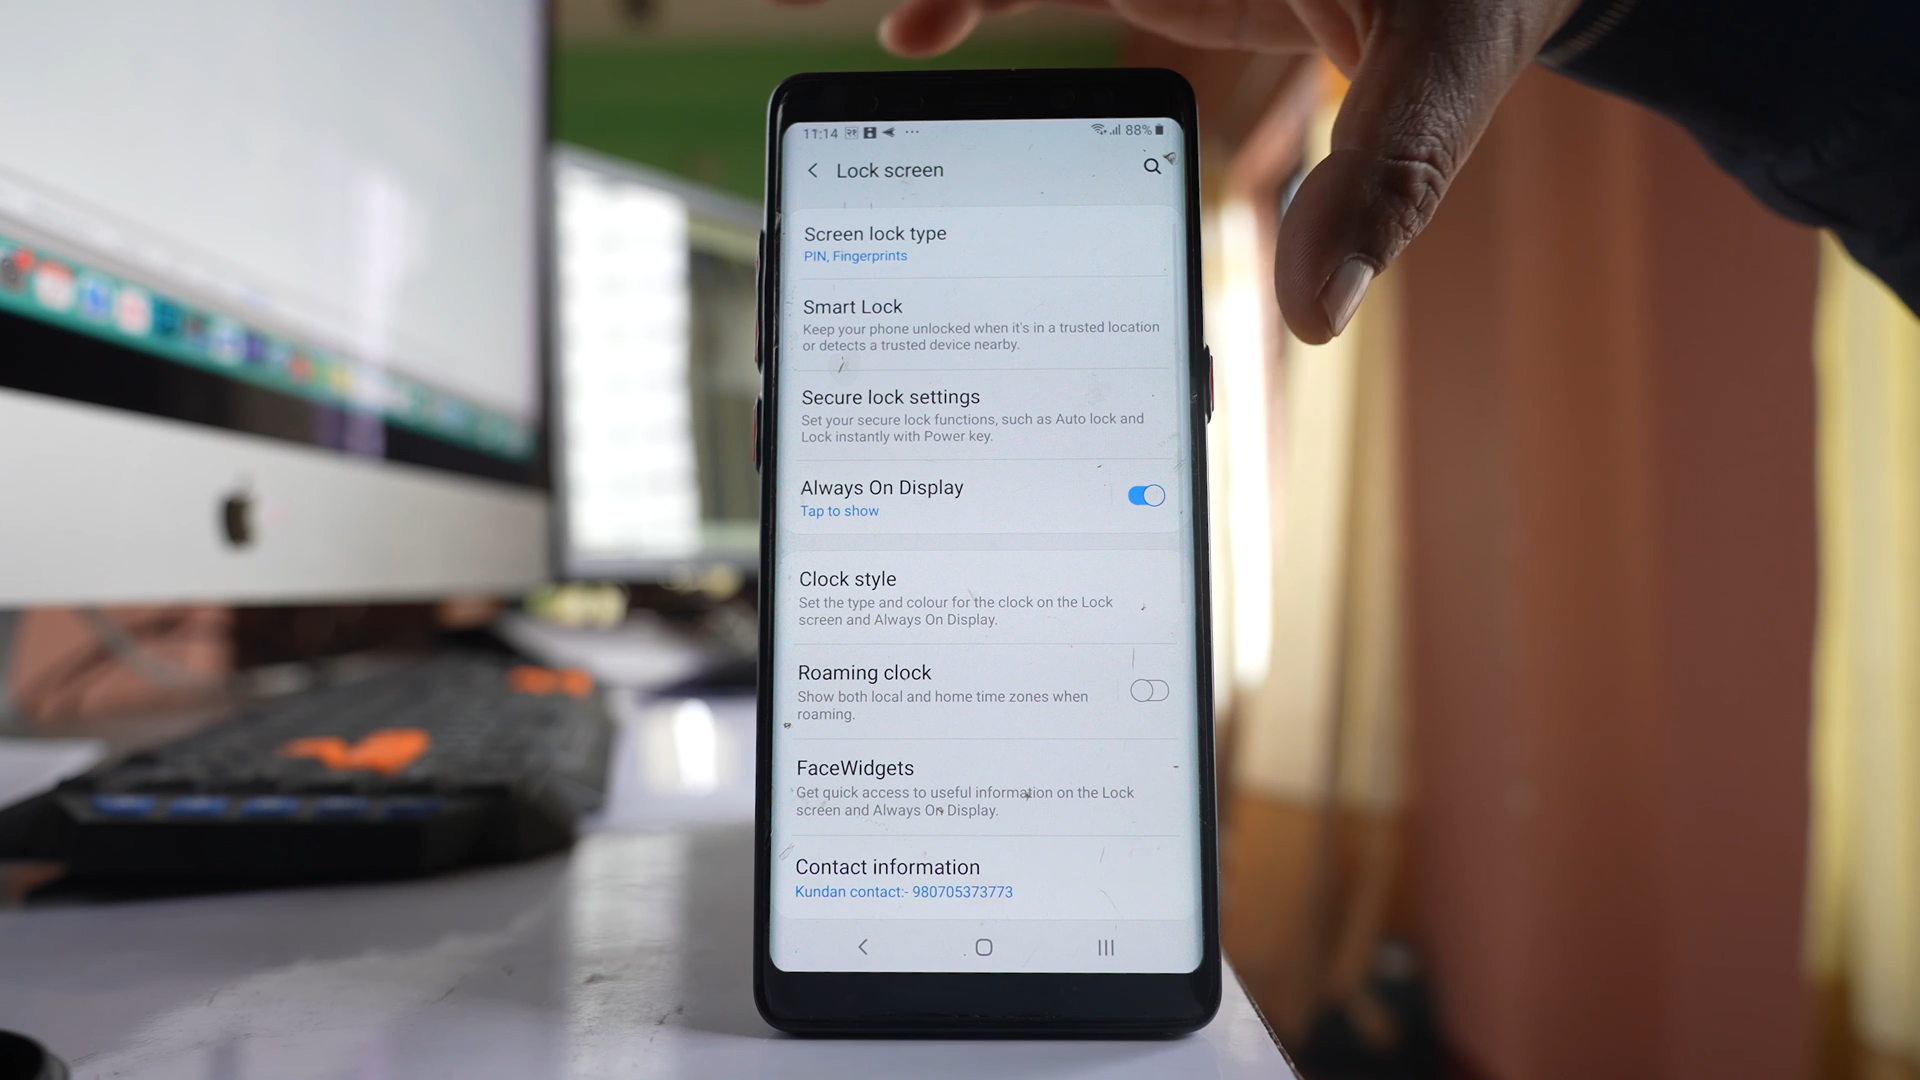 11:14 88%
Lock screen
Screen lock type
PIN, Fingerprints
Smart Lock
Keep your phone unlocked when it's in a trusted location
or detects a trusted device nearby.
Secure lock settings
Set your secure lock functions, such as Auto lock and
Lock instantly with Power key.
Always On Display
Tap to show
Clock style
Set the type and colour for the clock on the Lock
screen and Always On Display.
Roaming clock
Show both local and home time zones when
roaming.
FaceWidgets
Get quick access to useful information on the Lock
screen and Always On Display.
Contact information
Kundan contact:- 980705373773